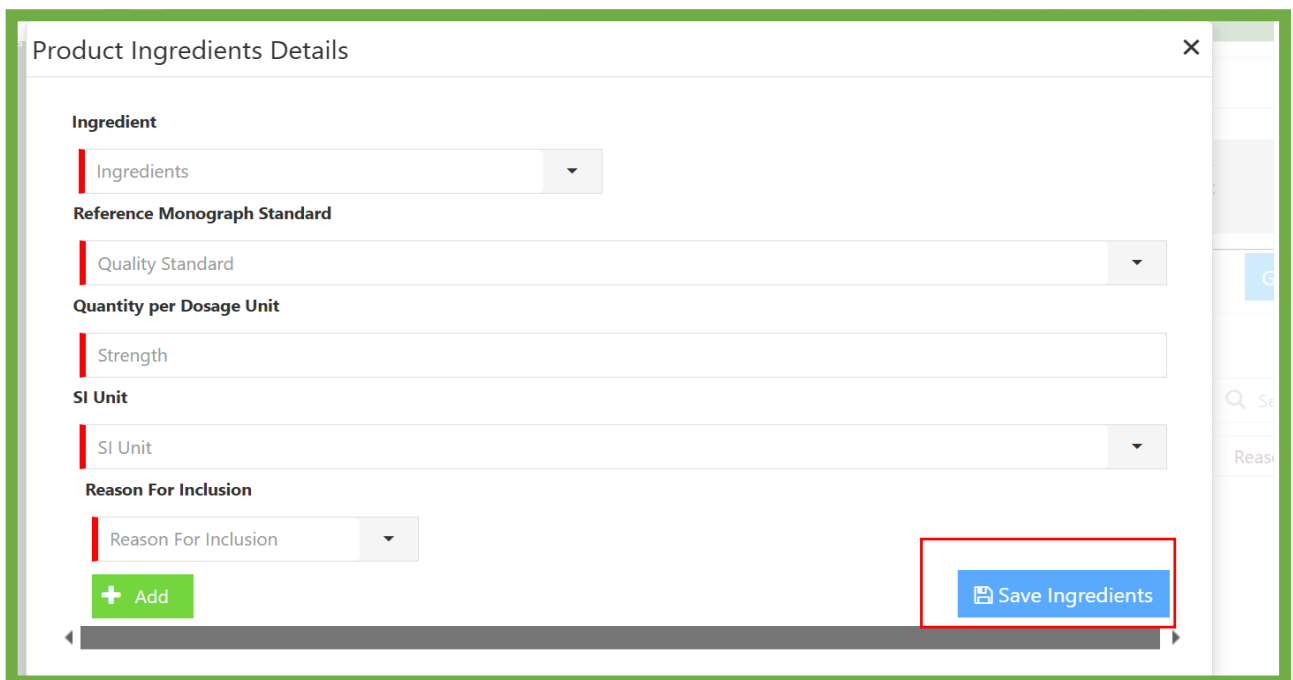 Product Ingredients Details
Ingredient
Ingredients
Reference Monograph Standard
Quality Standard
Quantity per Dosage Unit
Strength
SI Unit
SI Unit
Reason For Inclusion
Reason For Inclusion
Add
Save Ingredients